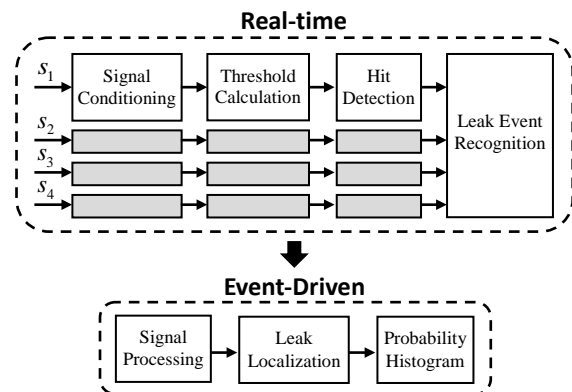 Real-time
s1
Signal
Conditioning
Threshold
Calculation
Hit
Detection
Leak Event
Recognition
s2
s3
s4
Event-Driven
Signal
Processing
Leak
Localization
Probability
Histogram